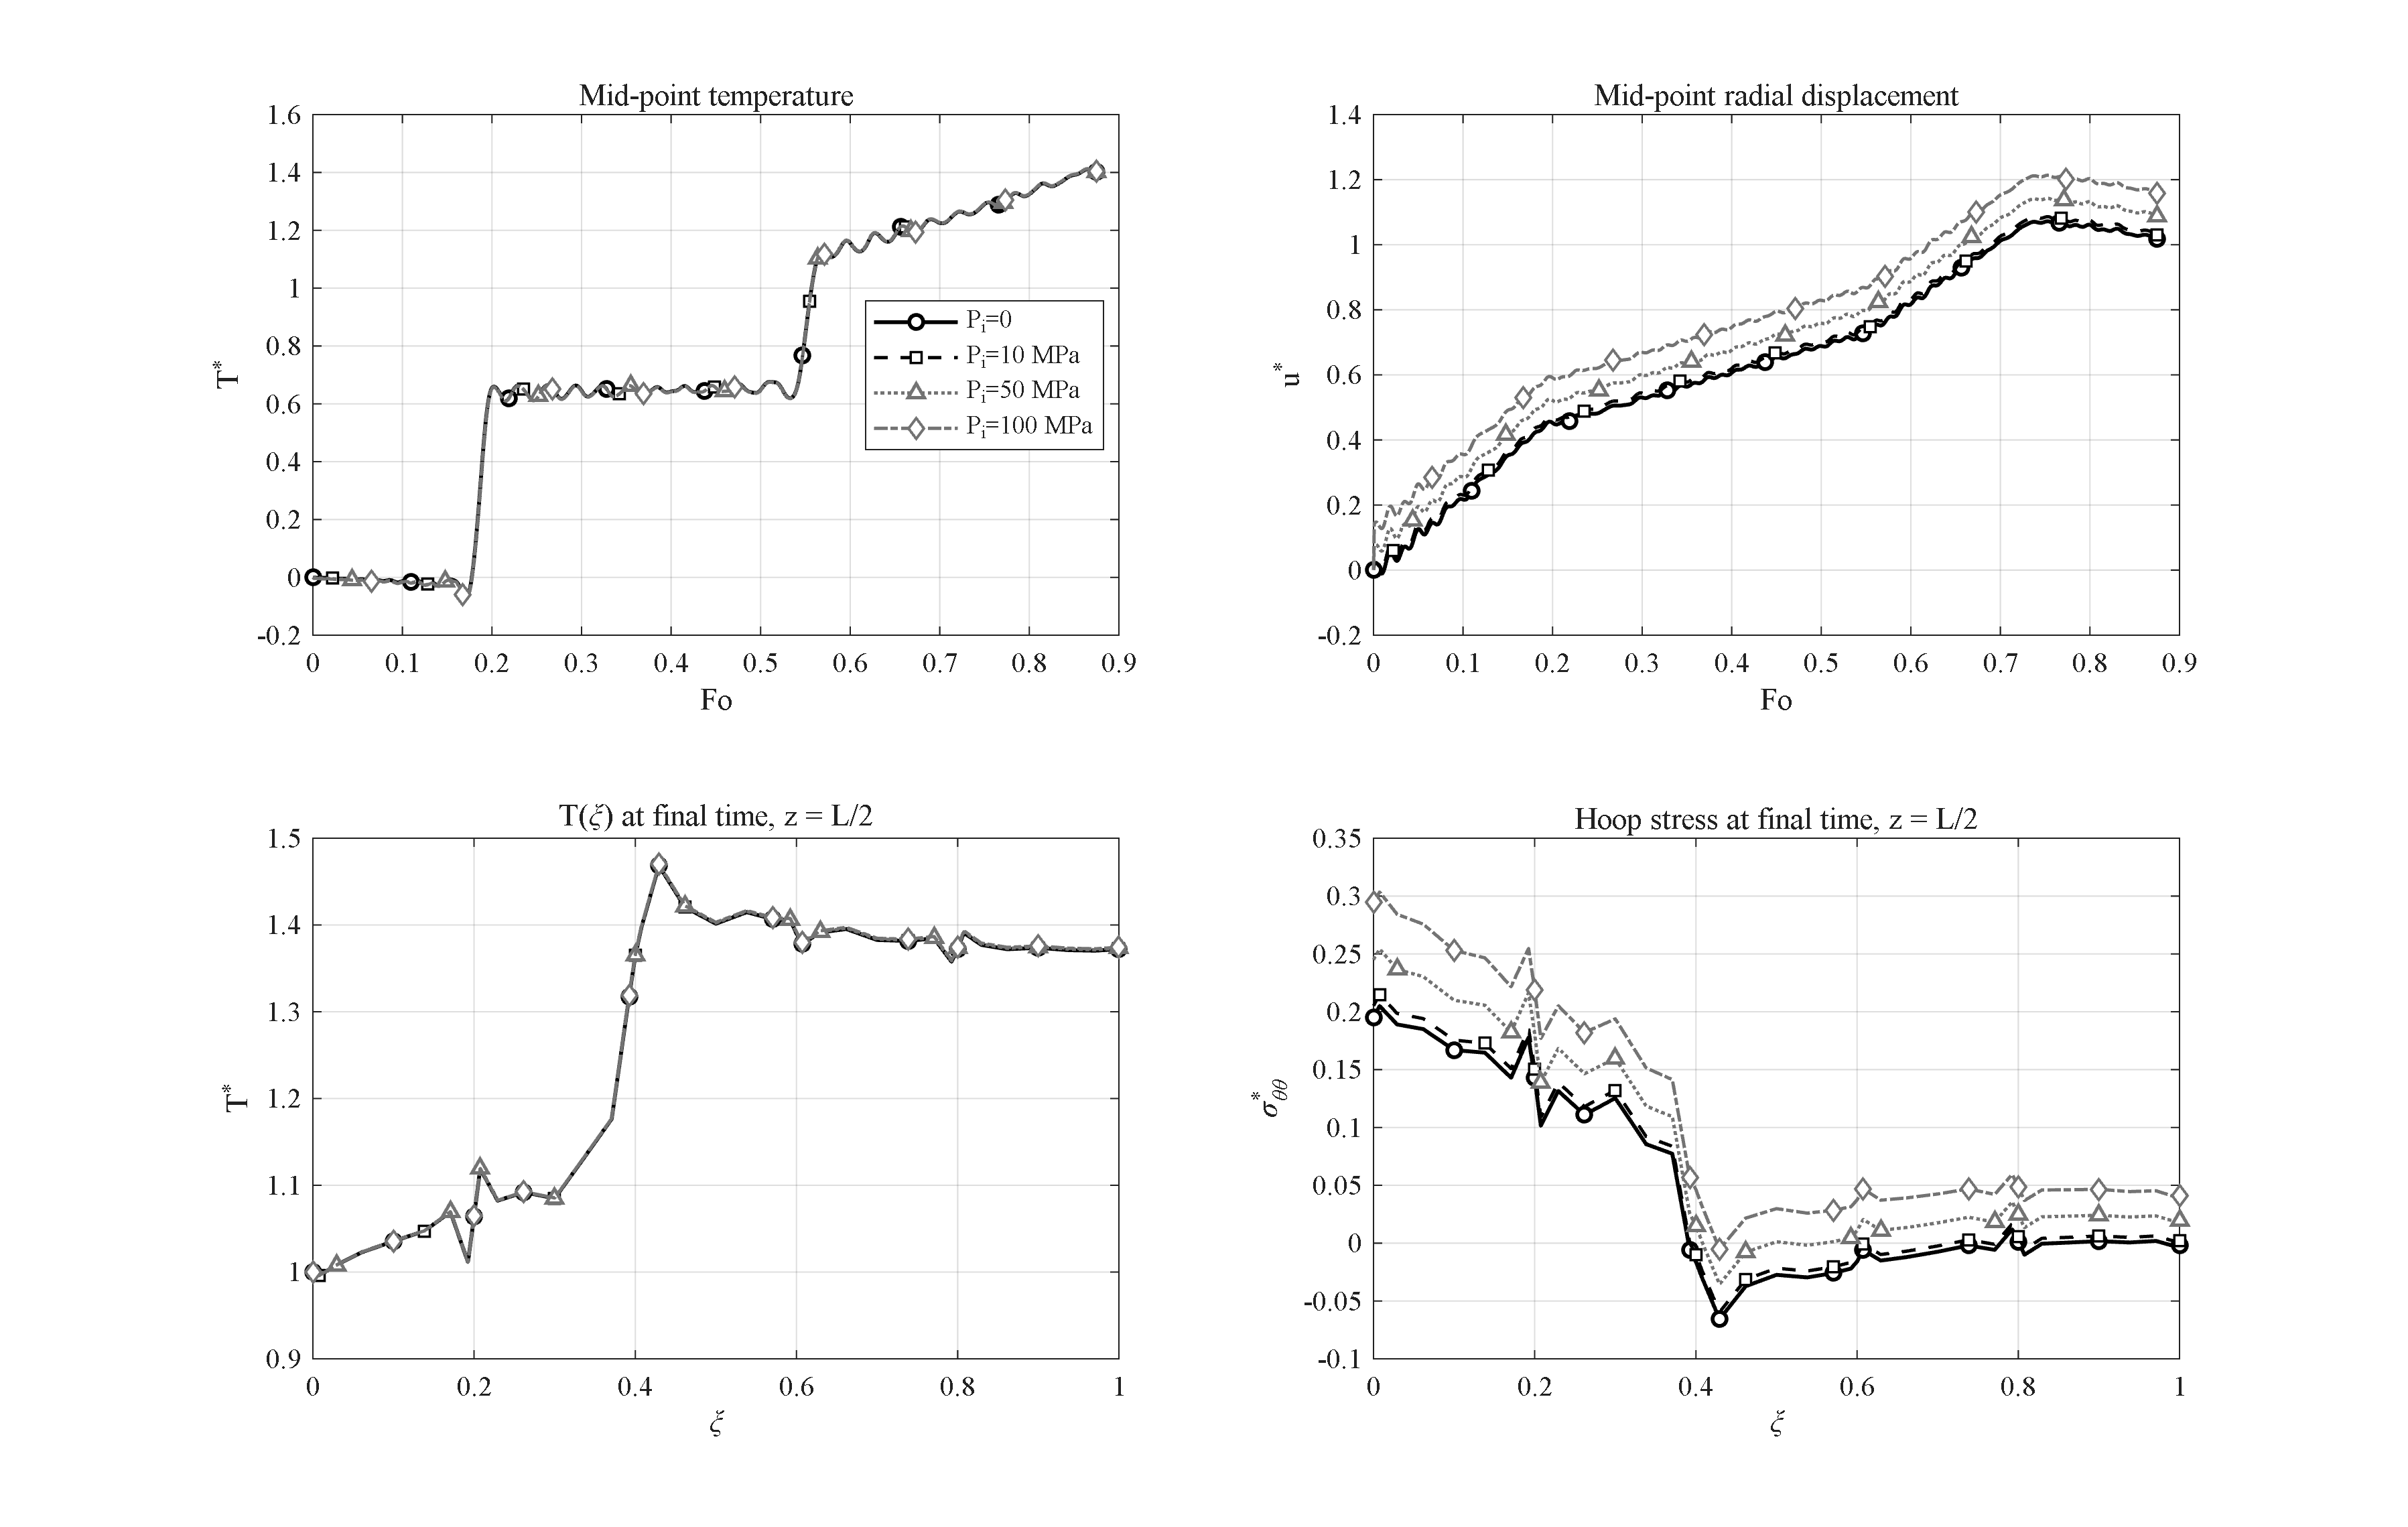 Mid-point temperature
1.6
1.4
1.2
1
0.8
0.6
0.4
0.2
0
-0.2
T*
0 0.1 0.2 0.3 0.4 0.5 0.6 0.7 0.8 0.9
Fo
Pi=0
Pi=10 MPa
Pi=50 MPa
Pi=100 MPa
Mid-point radial displacement
1.4
1.2
1
0.8
0.6
0.4
0.2
0
-0.2
u*
0 0.1 0.2 0.3 0.4 0.5 0.6 0.7 0.8 0.9
Fo
T(ξ) at final time, z = L/2
1.5
1.4
1.3
1.2
1.1
1
0.9
T*
0 0.2 0.4 0.6 0.8 1
ξ
Hoop stress at final time, z = L/2
0.35
0.3
0.25
0.2
0.15
0.1
0.05
0
-0.05
-0.1
σ*θθ
0 0.2 0.4 0.6 0.8 1
ξ